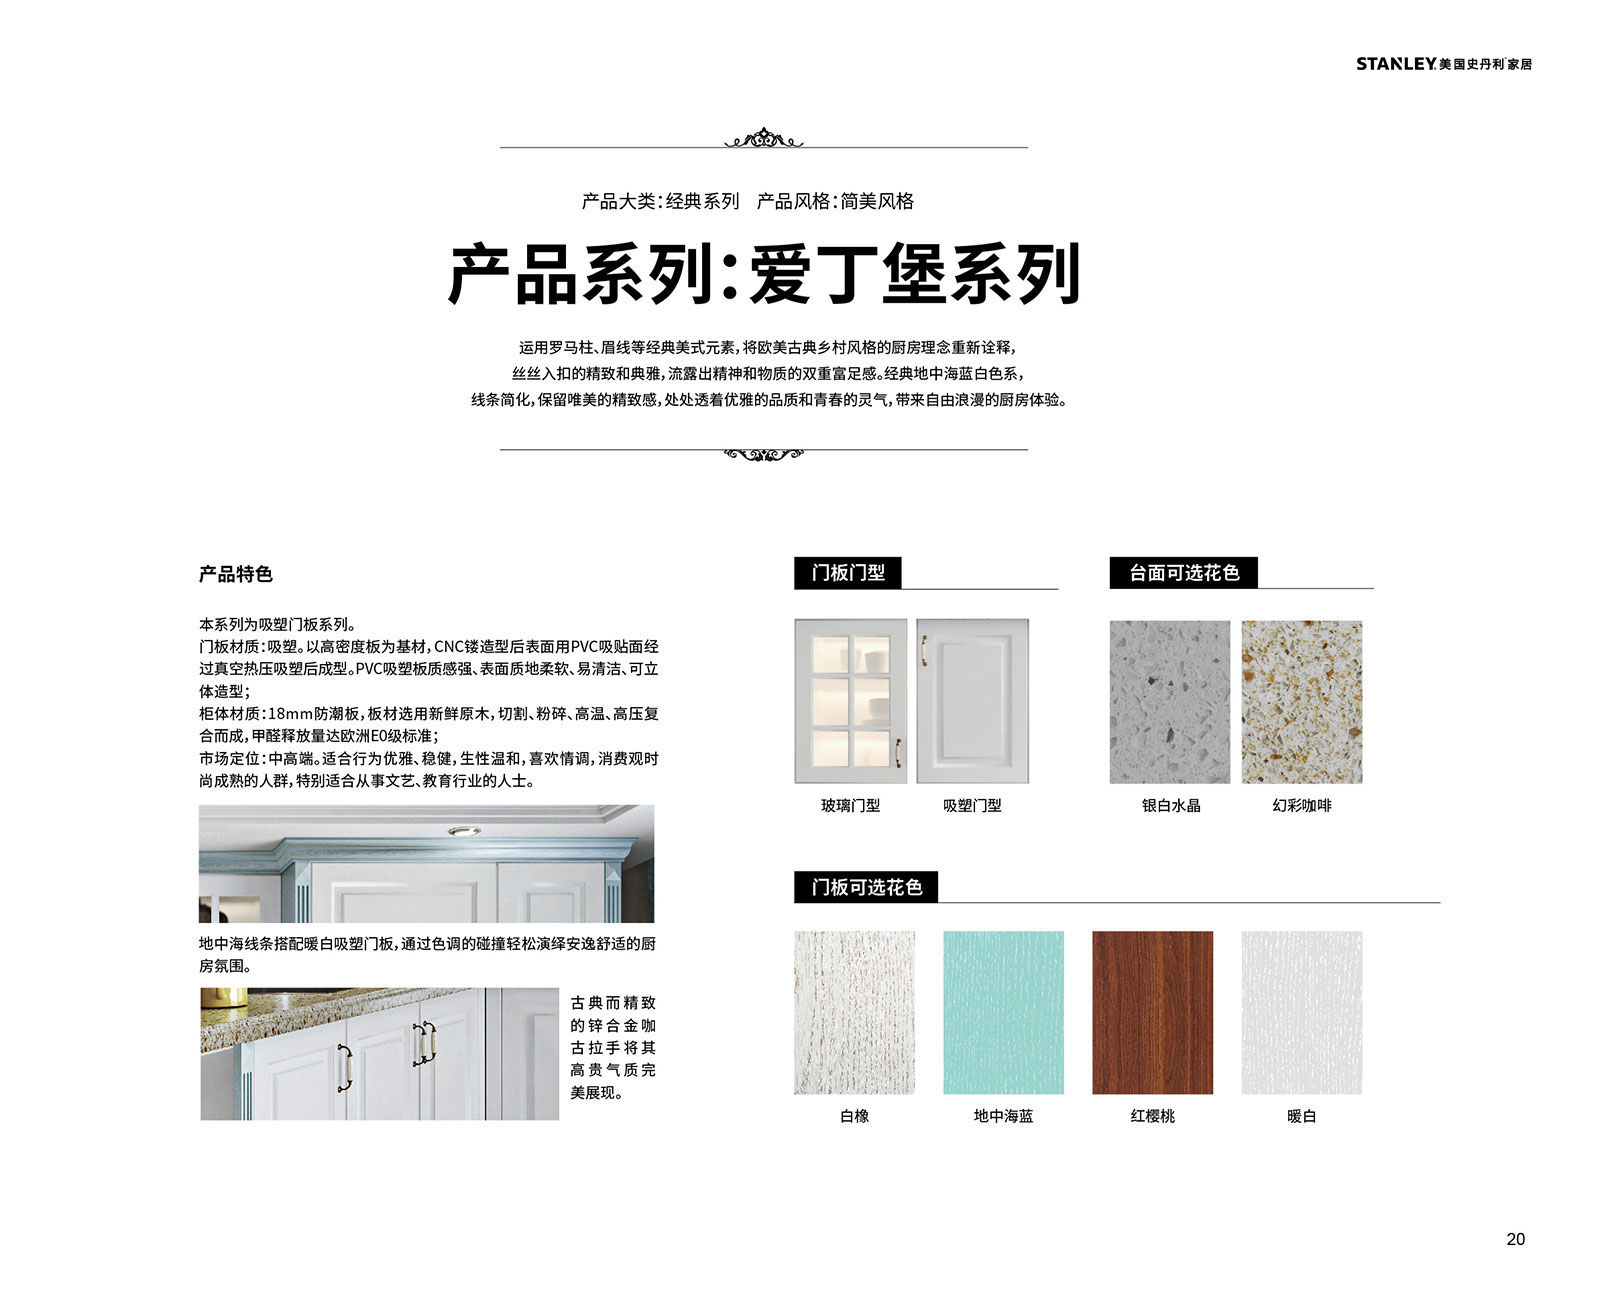 STANLEY. 美国史丹利家居
产品大类：经典系列 产品风格：简美风格
产品系列：爱丁堡系列
运用罗马柱、眉线等经典美式元素，将欧美古典乡村风格的厨房理念重新诠释，
丝丝入扣的精致和典雅，流露出精神和物质的双重富足感。经典地中海蓝白色系，
线条简化，保留唯美的精致感，处处透着优雅的品质和青春的灵气，带来自由浪漫的厨房体验。
产品特色
本系列为吸塑门板系列。
门板材质：吸塑。以高密度板为基材，CNC镂造型后表面用PVC吸贴面经
过真空热压吸塑后成型。PVC吸塑板质感强、表面质地柔软、易清洁、可立
体造型；
柜体材质：18mm防潮板，板材选用新鲜原木，切割、粉碎、高温、高压复
合而成，甲醛释放量达欧洲E0级标准；
市场定位：中高端。适合行为优雅、稳健，生性温和，喜欢情调，消费观时
尚成熟的人群，特别适合从事文艺、教育行业的人士。
地中海线条搭配暖白吸塑门板，通过色调的碰撞轻松演绎安逸舒适的厨
房氛围。
古典而精致
的锌合金咖
古拉手将其
高贵气质完
美展现。
门板门型
玻璃门型
吸塑门型
台面可选花色
银白水晶
幻彩咖啡
门板可选花色
白橡
地中海蓝
红樱桃
暖白
20